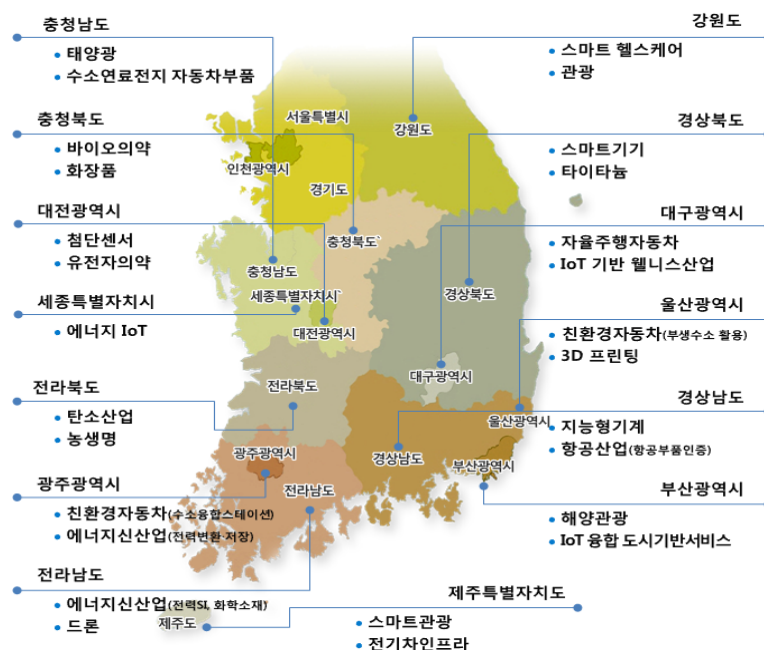 충청남도
• 태양광
• 수소연료전지 자동차부품
충청북도
• 바이오의약
• 화장품
대전광역시
• 첨단센서
• 유전자의약
세종특별자치시
• 에너지 IoT
전라북도
• 탄소산업
• 농생명
광주광역시
• 친환경자동차(수소융합스테이션)
• 에너지신산업(전력변환·저장)
전라남도
• 에너지신산업(전력SI, 화학소재)
• 드론
강원도
• 스마트 헬스케어
• 관광
경상북도
• 스마트기기
• 타이타늄
대구광역시
• 자율주행자동차
• IoT 기반 웰니스산업
울산광역시
• 친환경자동차(부생수소 활용)
• 3D 프린팅
경상남도
• 지능형기계
• 항공산업(항공부품인증)
부산광역시
• 해양관광
• IoT 융합 도시기반서비스
제주특별자치도
• 스마트관광
• 전기차인프라
서울특별시
인천광역시
경기도
강원도
충청북도`
충청남도
세종특별자치시`
대전광역시
경상북도
대구광역시
전라북도
울산광역시
경상남도
부산광역시
광주광역시
전라남도
제주도